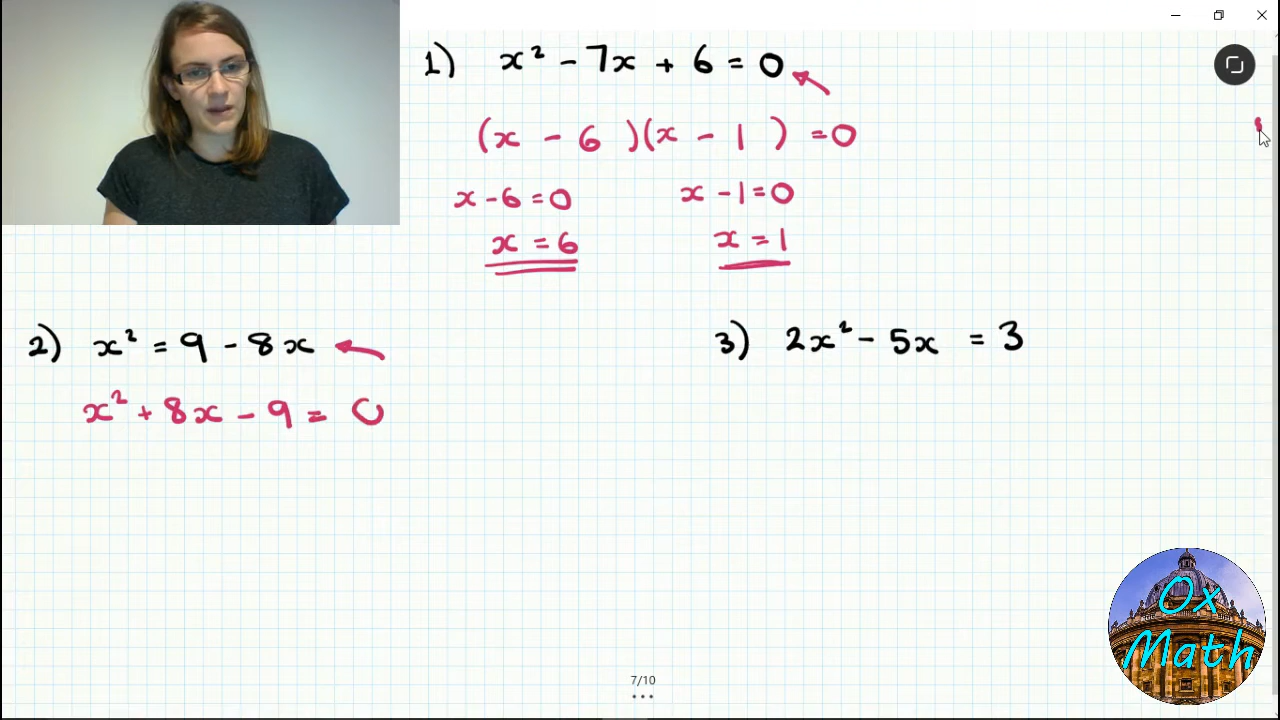 1) x² - 7x + 6 = 0
(x - 6)(x - 1) = 0
x - 6 = 0 x - 1 = 0
x = 6 x = 1
2) x² = 9 - 8x 3) 2x² - 5x = 3
x² + 8x - 9 = 0
Ox
Math
7/10